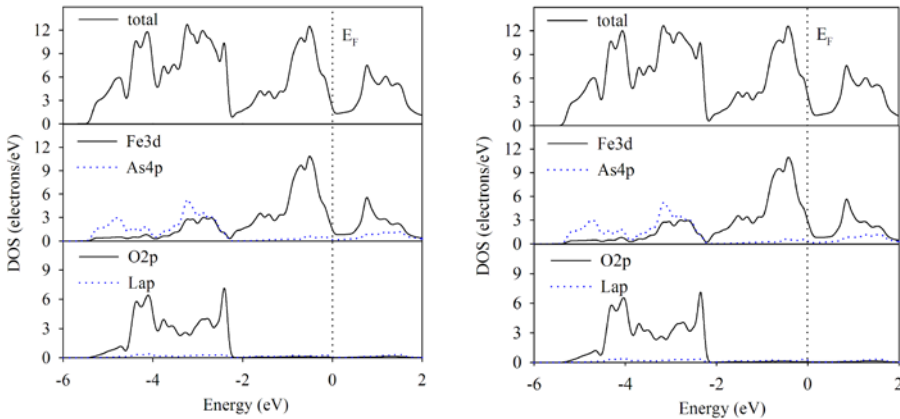 12
9
6
3
0
total
E_F
12
9
6
3
0
Fe3d
As4p
9
6
3
0
O2p
Lap
DOS (electrons/eV)
-6
-4
-2
0
2
Energy (eV)
12
9
6
3
0
total
E_F
12
9
6
3
0
Fe3d
As4p
9
6
3
0
O2p
Lap
DOS (electrons/eV)
-6
-4
-2
0
2
Energy (eV)